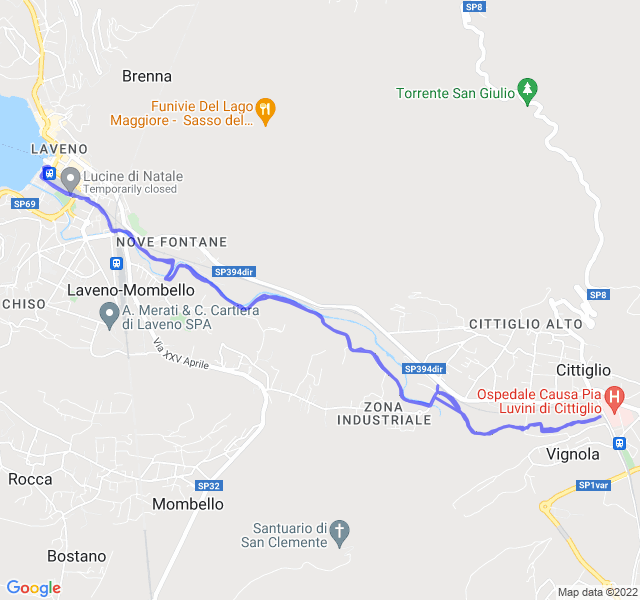 SP8
Brenna
Torrente San Giulio
Funivie Del Lago
Maggiore - Sasso del...
LAVENO
Lucine di Natale
Temporarily closed
SP69
NOVE FONTANE
SP394dir
Laveno-Mombello
SP8
CHISO
A. Merati & C. Cartiera
di Laveno SPA
CITTIGLIO ALTO
Via XXV Aprile
SP394dir
Cittiglio
Ospedale Causa Pia
Luvini di Cittiglio
ZONA
INDUSTRIALE
Vignola
Rocca
SP32
SP1var
Mombello
Santuario di
San Clemente
Bostano
Google
Map data ©2022